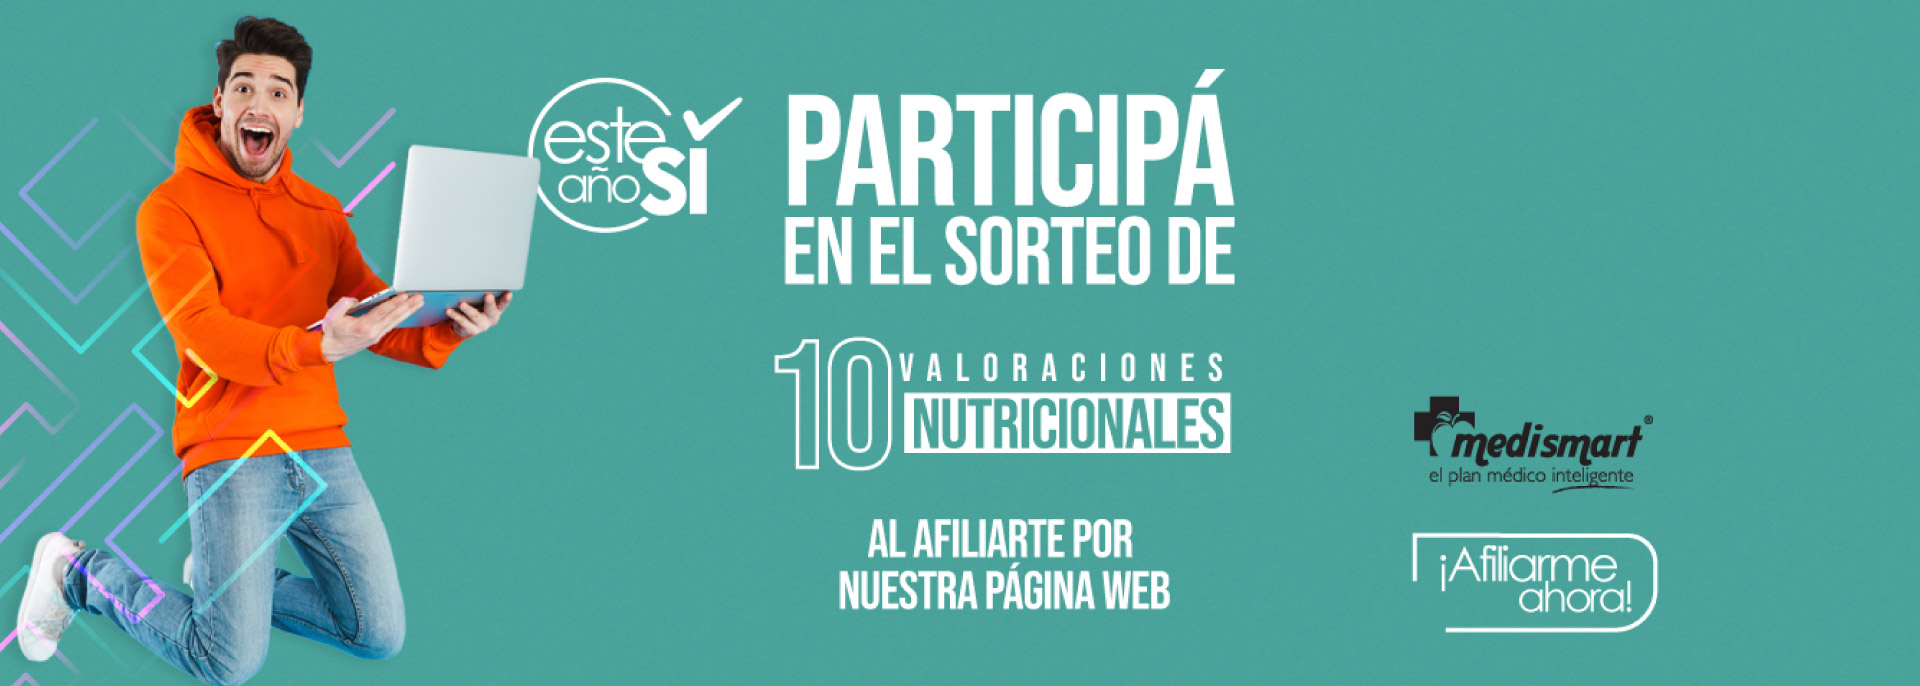 este
año SÍ
PARTICIPÁ
EN EL SORTEO DE
10 VALORACIONES
NUTRICIONALES
AL AFILIARTE POR
NUESTRA PÁGINA WEB
medismart®
el plan médico inteligente
¡Afiliarme
ahora!